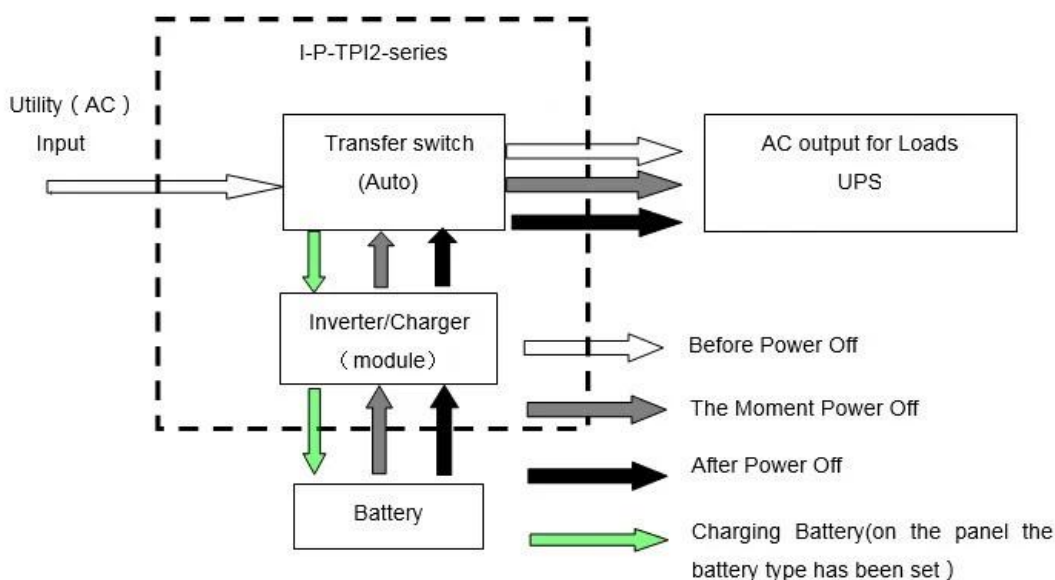 I-P-TPI2-series
Utility（AC）
Input
Transfer switch
(Auto)
AC output for Loads
UPS
Inverter/Charger
（module）
Before Power Off
The Moment Power Off
After Power Off
Battery
Charging Battery(on the panel the
battery type has been set）